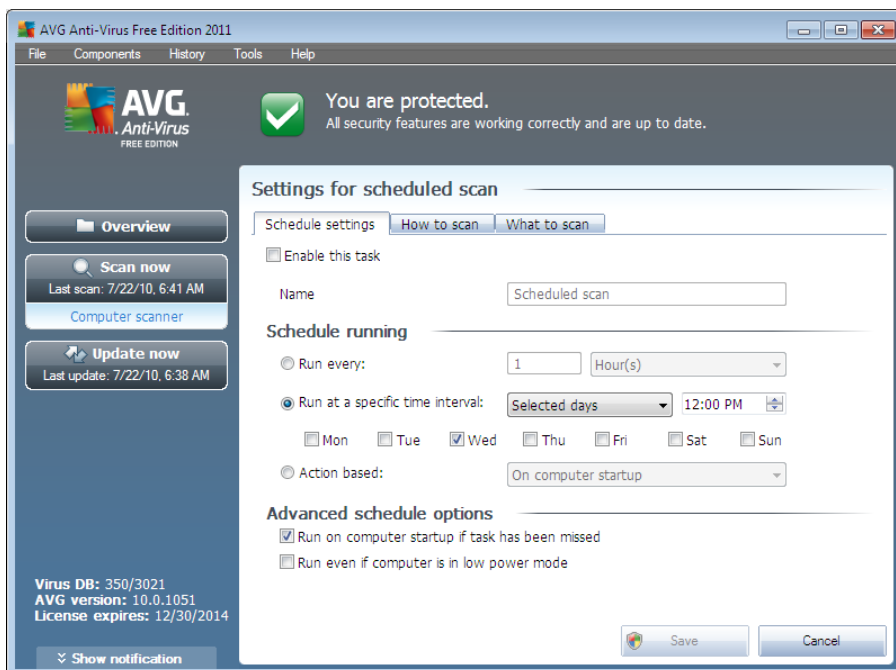 AVG Anti-Virus Free Edition 2011
File Components History Tools Help
AVG.
Anti-Virus
FREE EDITION
You are protected.
All security features are working correctly and are up to date.
Overview
Scan now
Last scan: 7/22/10, 6:41 AM
Computer scanner
Update now
Last update: 7/22/10, 6:38 AM
Virus DB: 350/3021
AVG version: 10.0.1051
License expires: 12/30/2014
Show notification
Settings for scheduled scan
Schedule settings How to scan What to scan
Enable this task
Name Scheduled scan
Schedule running
Run every: 1 Hour(s)
Run at a specific time interval: Selected days 12:00 PM
Mon Tue Wed Thu Fri Sat Sun
Action based: On computer startup
Advanced schedule options
Run on computer startup if task has been missed
Run even if computer is in low power mode
Save Cancel